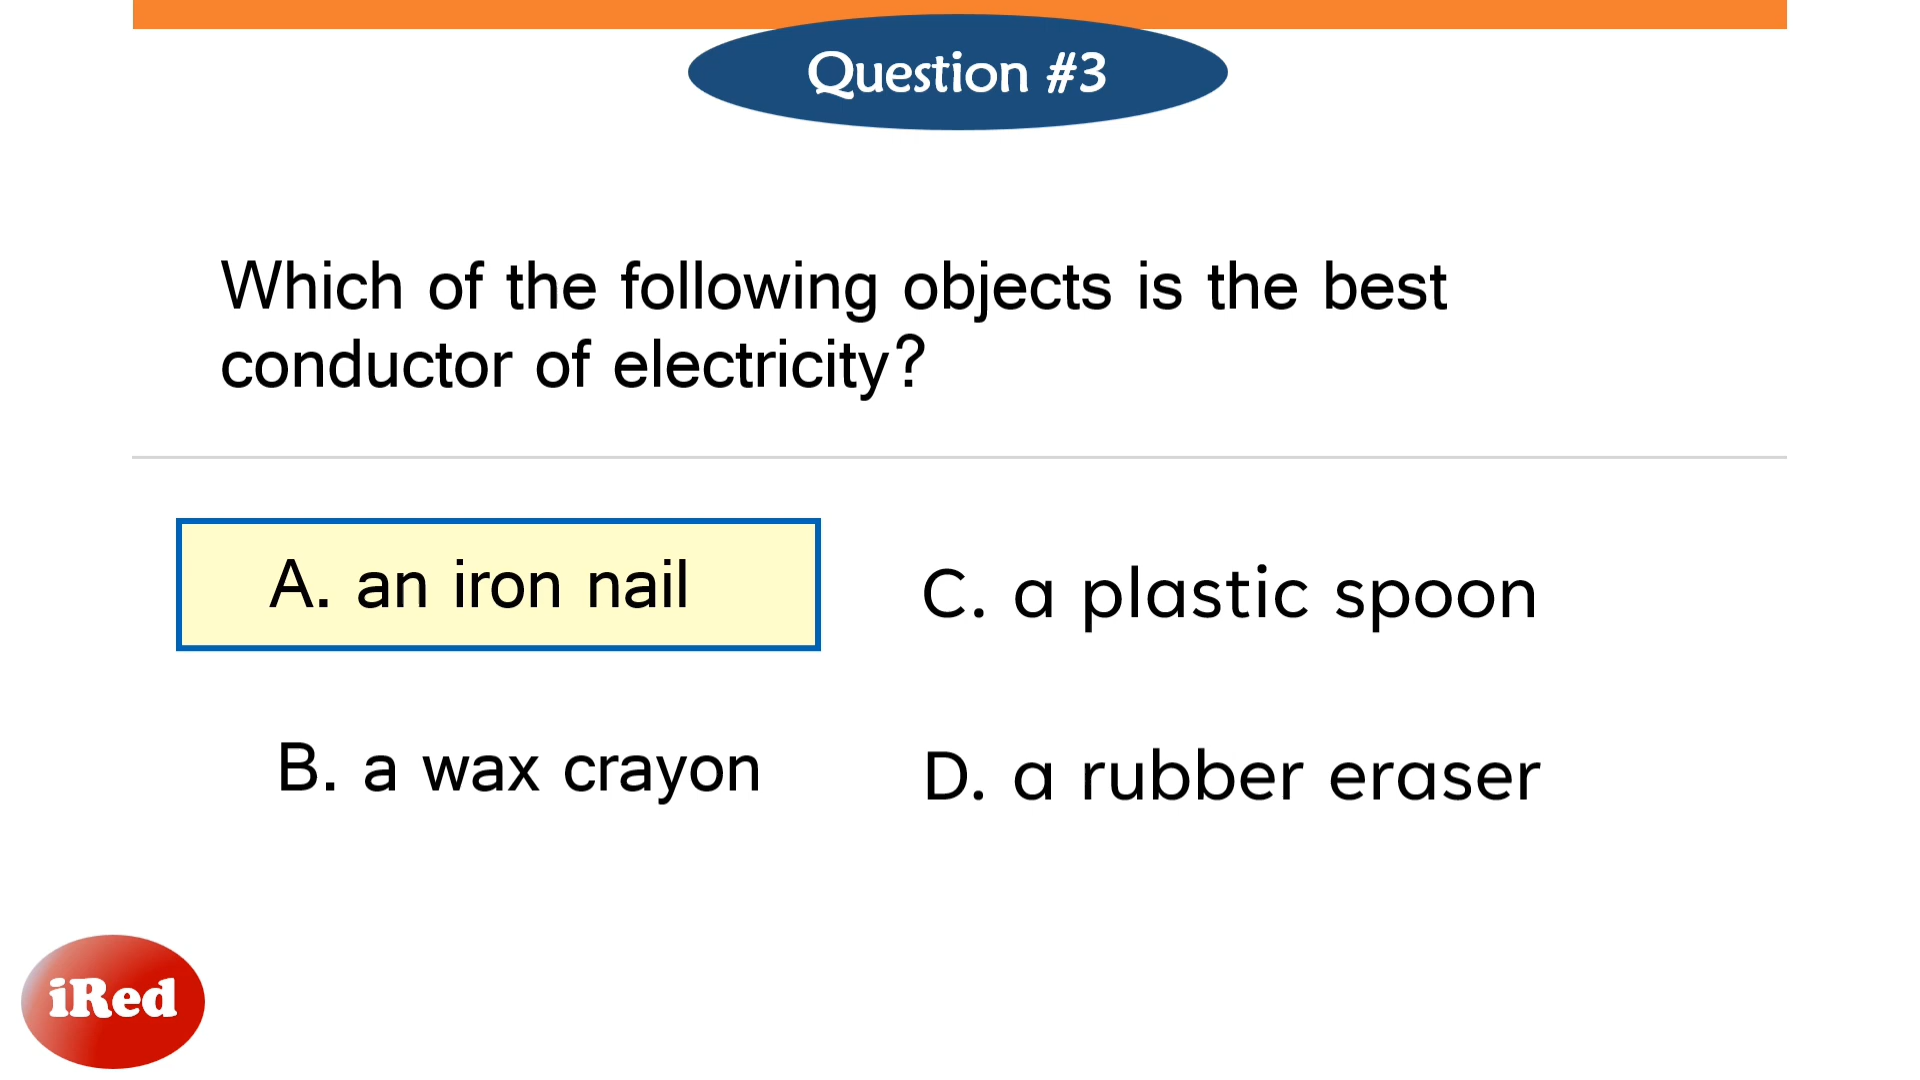 Question #3
Which of the following objects is the best
conductor of electricity?
A. an iron nail
B. a wax crayon
C. a plastic spoon
D. a rubber eraser
iRed